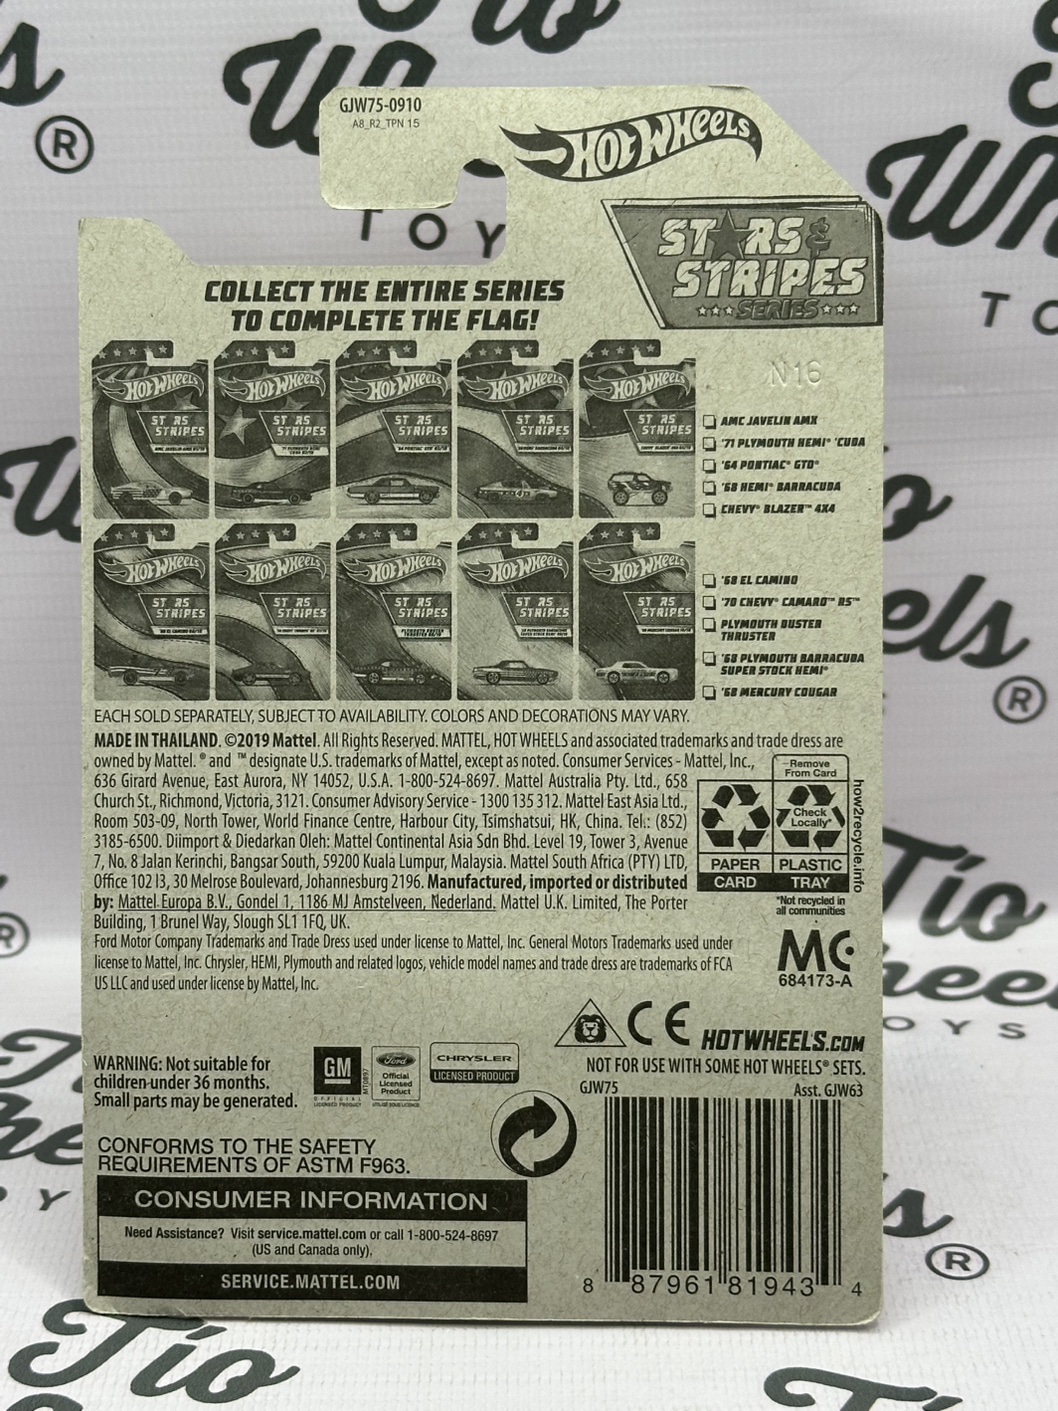 GJW75-0910
A8_R2_TPN 15
HOT WHEELS
STARS &
STRIPES
SERIES
COLLECT THE ENTIRE SERIES
TO COMPLETE THE FLAG!
N16
AMC JAVELIN AMX
'71 PLYMOUTH HEMI® 'CUDA
'64 PONTIAC® GTO®
'68 HEMI® BARRACUDA
CHEVY® BLAZER™ 4X4
'68 EL CAMINO
'70 CHEVY® CAMARO™ RS™
PLYMOUTH DUSTER
THRUSTER
'68 PLYMOUTH BARRACUDA
SUPER STOCK HEMI®
'68 MERCURY COUGAR
EACH SOLD SEPARATELY, SUBJECT TO AVAILABILITY. COLORS AND DECORATIONS MAY VARY.
MADE IN THAILAND. ©2019 Mattel. All Rights Reserved. MATTEL, HOT WHEELS and associated trademarks and trade dress are
owned by Mattel. ® and ™ designate U.S. trademarks of Mattel, except as noted. Consumer Services - Mattel, Inc.,
636 Girard Avenue, East Aurora, NY 14052, U.S.A. 1-800-524-8697. Mattel Australia Pty. Ltd., 658
Church St., Richmond, Victoria, 3121. Consumer Advisory Service - 1300 135 312. Mattel East Asia Ltd.,
Room 503-09, North Tower, World Finance Centre, Harbour City, Tsimshatsui, HK, China. Tel.: (852)
3185-6500. Diimport & Diedarkan Oleh: Mattel Continental Asia Sdn Bhd. Level 19, Tower 3, Avenue
7, No. 8 Jalan Kerinchi, Bangsar South, 59200 Kuala Lumpur, Malaysia. Mattel South Africa (PTY) LTD,
Office 102 I3, 30 Melrose Boulevard, Johannesburg 2196. Manufactured, imported or distributed
by: Mattel Europa B.V., Gondel 1, 1186 MJ Amstelveen, Nederland. Mattel U.K. Limited, The Porter
Building, 1 Brunel Way, Slough SL1 1FQ, UK.
Ford Motor Company Trademarks and Trade Dress used under license to Mattel, Inc. General Motors Trademarks used under
license to Mattel, Inc. Chrysler, HEMI, Plymouth and related logos, vehicle model names and trade dress are trademarks of FCA
US LLC and used under license by Mattel, Inc.
Remove
From Card
Check
Locally*
PAPER
PLASTIC
CARD
TRAY
how2recycle.info
*Not recycled in
all communities
MC
684173-A
CE
HOTWHEELS.COM
NOT FOR USE WITH SOME HOT WHEELS® SETS.
GJW75
Asst. GJW63
WARNING: Not suitable for
children under 36 months.
Small parts may be generated.
GM
OFFICIAL
LICENSED PRODUCT
MT0897
Ford
Official
Licensed
Product
CHRYSLER
LICENSED PRODUCT
CONFORMS TO THE SAFETY
REQUIREMENTS OF ASTM F963.
CONSUMER INFORMATION
Need Assistance? Visit service.mattel.com or call 1-800-524-8697
(US and Canada only),
SERVICE.MATTEL.COM
8 87961 81943 4
Tío
Wheels
®
TOYS